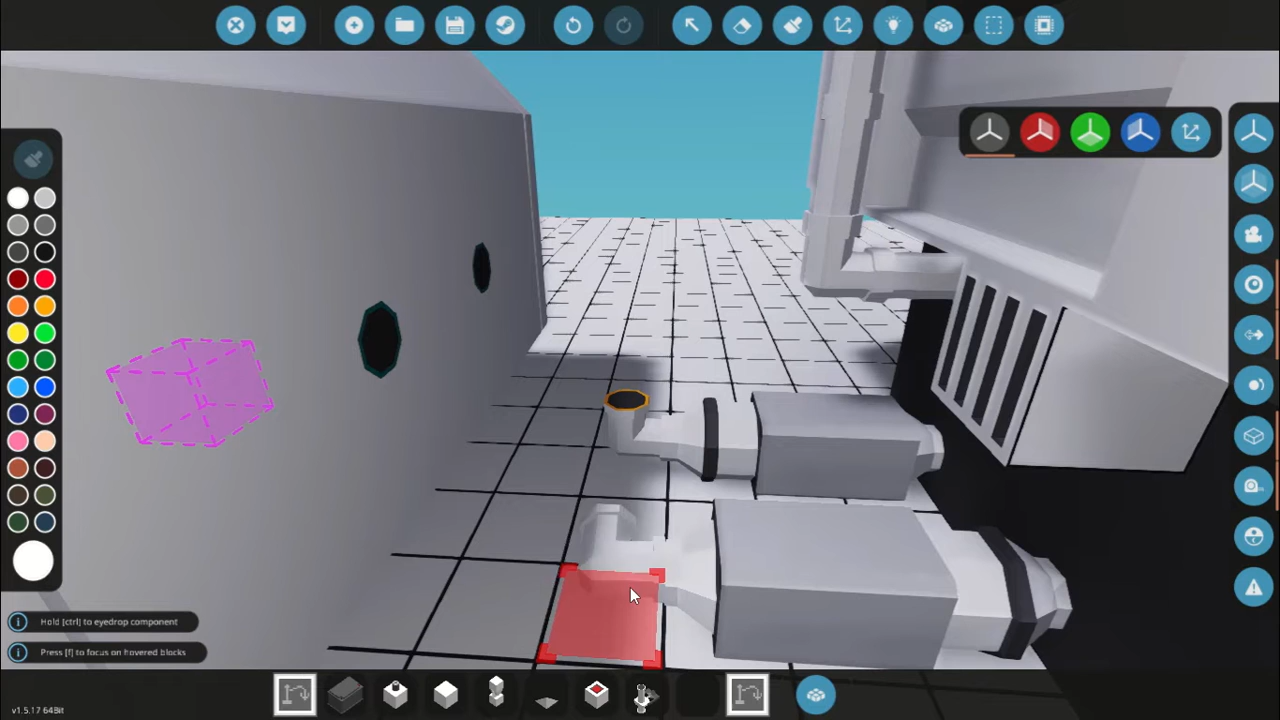 Hold [ctrl] to eyedrop component
Press [f] to focus on hovered blocks
v1.5.17 64Bit